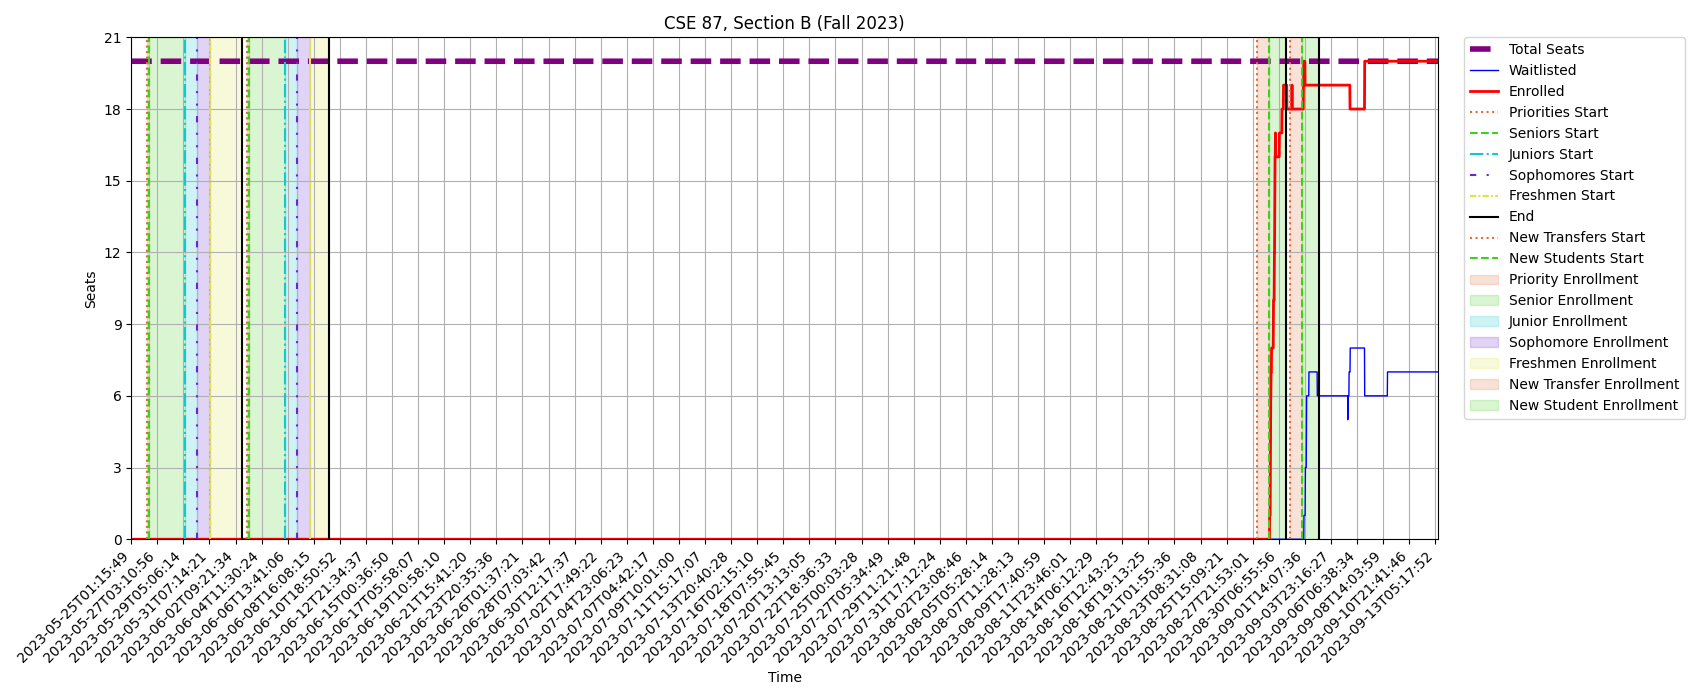 CSE 87, Section B (Fall 2023)
Seats
21
18
15
12
9
6
3
0
2023-05-25T01:15:49
2023-05-27T03:10:56
2023-05-29T05:06:14
2023-05-31T07:14:21
2023-06-02T09:21:34
2023-06-04T11:30:24
2023-06-06T13:41:06
2023-06-08T16:08:15
2023-06-10T18:50:52
2023-06-12T21:34:37
2023-06-15T00:36:50
2023-06-17T05:58:07
2023-06-19T10:58:10
2023-06-21T15:41:20
2023-06-23T20:35:36
2023-06-26T01:37:21
2023-06-28T07:03:42
2023-06-30T12:17:37
2023-07-02T17:49:22
2023-07-04T23:06:23
2023-07-07T04:42:17
2023-07-09T10:01:00
2023-07-11T15:17:07
2023-07-13T20:40:28
2023-07-16T02:15:10
2023-07-18T07:55:45
2023-07-20T13:13:05
2023-07-22T18:36:33
2023-07-25T00:03:28
2023-07-27T05:34:49
2023-07-29T11:21:48
2023-07-31T17:12:24
2023-08-02T23:08:46
2023-08-05T05:28:14
2023-08-07T11:28:13
2023-08-09T17:40:59
2023-08-11T23:46:01
2023-08-14T06:12:29
2023-08-16T12:43:25
2023-08-18T19:13:25
2023-08-21T01:55:36
2023-08-23T08:31:08
2023-08-25T15:09:21
2023-08-27T21:53:01
2023-08-30T06:55:56
2023-09-01T14:07:36
2023-09-03T23:16:27
2023-09-06T06:38:34
2023-09-08T14:03:59
2023-09-10T21:41:46
2023-09-13T05:17:52
Time
Total Seats
Waitlisted
Enrolled
Priorities Start
Seniors Start
Juniors Start
Sophomores Start
Freshmen Start
End
New Transfers Start
New Students Start
Priority Enrollment
Senior Enrollment
Junior Enrollment
Sophomore Enrollment
Freshmen Enrollment
New Transfer Enrollment
New Student Enrollment